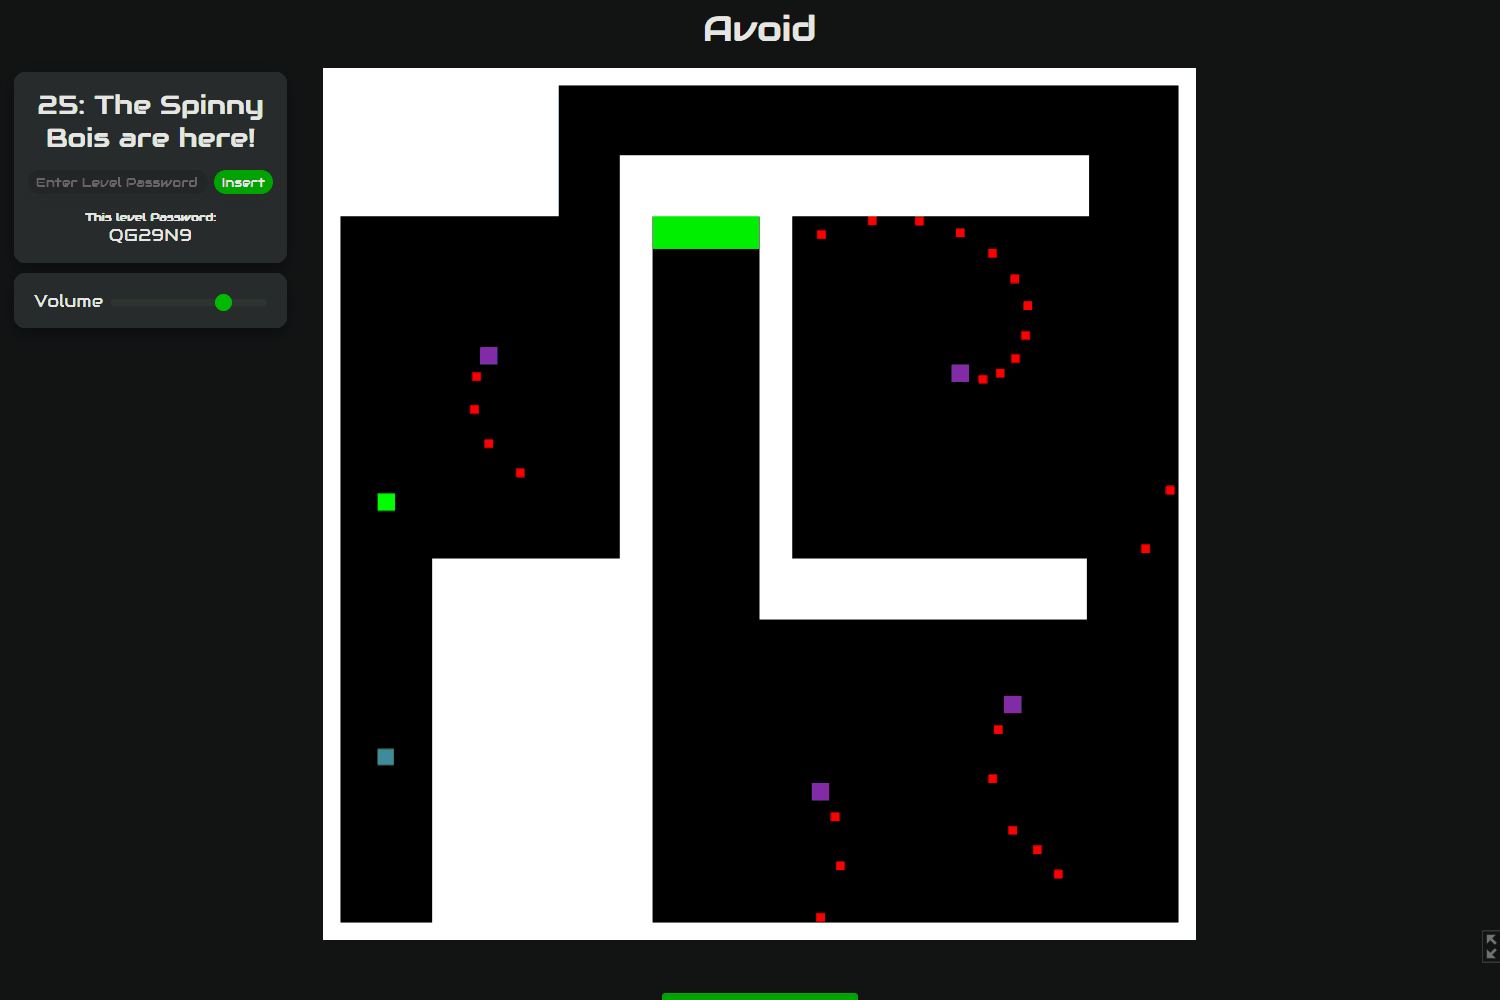 Avoid
25: The Spinny
Bois are here!
Enter Level Password
Insert
This level Password:
QG29N9
Volume